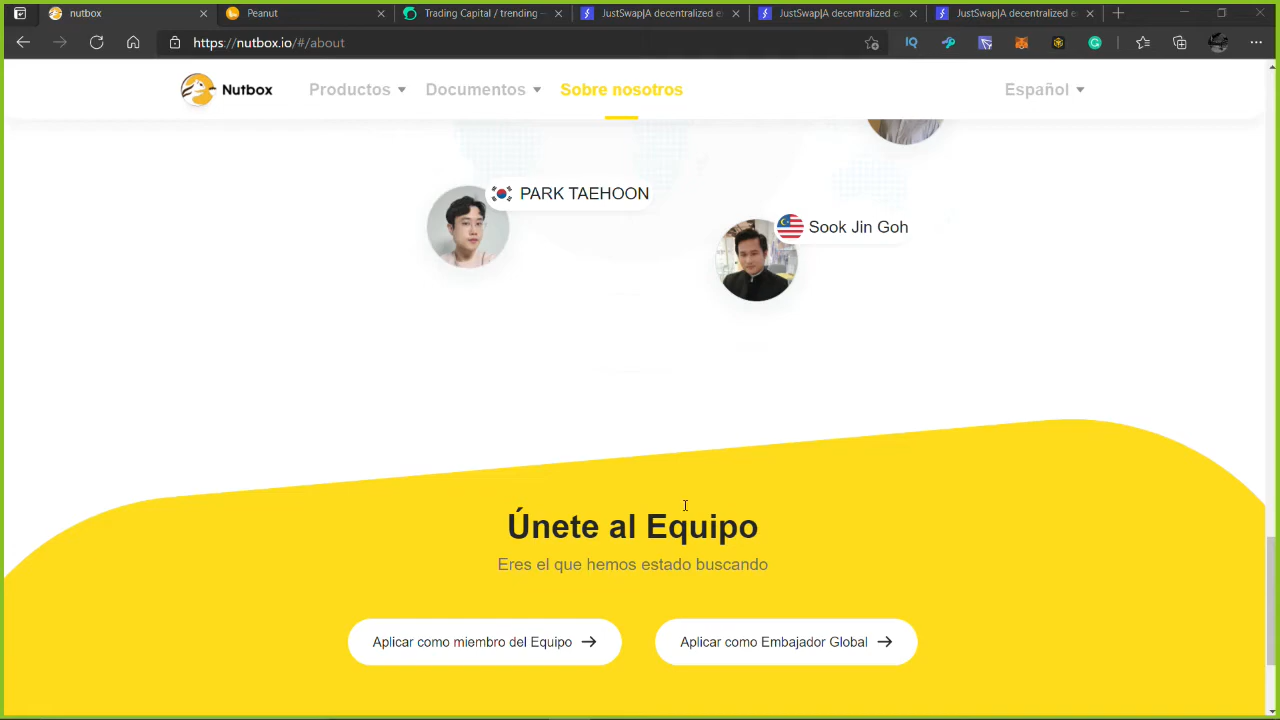 nutbox
Peanut
Trading Capital / trending
JustSwap|A decentralized e
JustSwap|A decentralized e
JustSwap|A decentralized e
https://nutbox.io/#/about
IQ
Nutbox
Productos
Documentos
Sobre nosotros
Español
PARK TAEHOON
Sook Jin Goh
Únete al Equipo
Eres el que hemos estado buscando
Aplicar como miembro del Equipo →
Aplicar como Embajador Global →